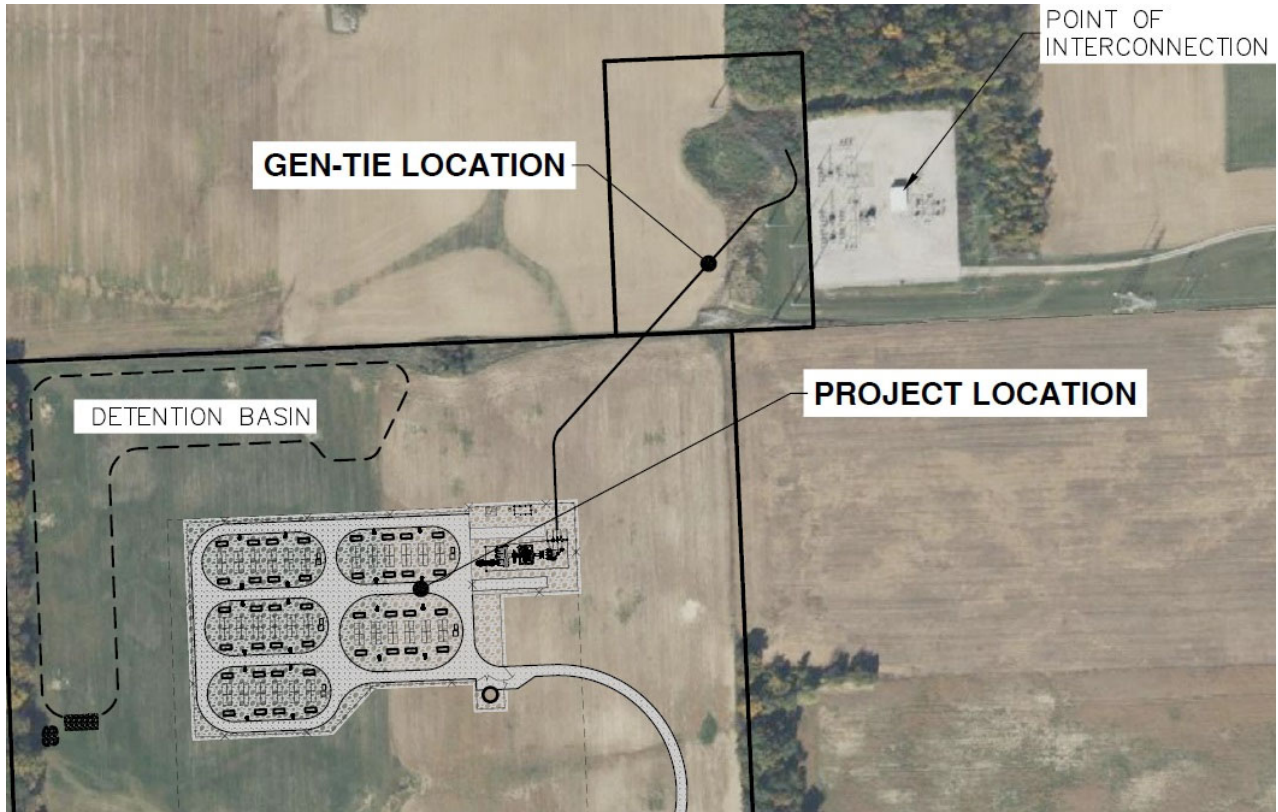 POINT OF
INTERCONNECTION
GEN-TIE LOCATION
PROJECT LOCATION
DETENTION BASIN